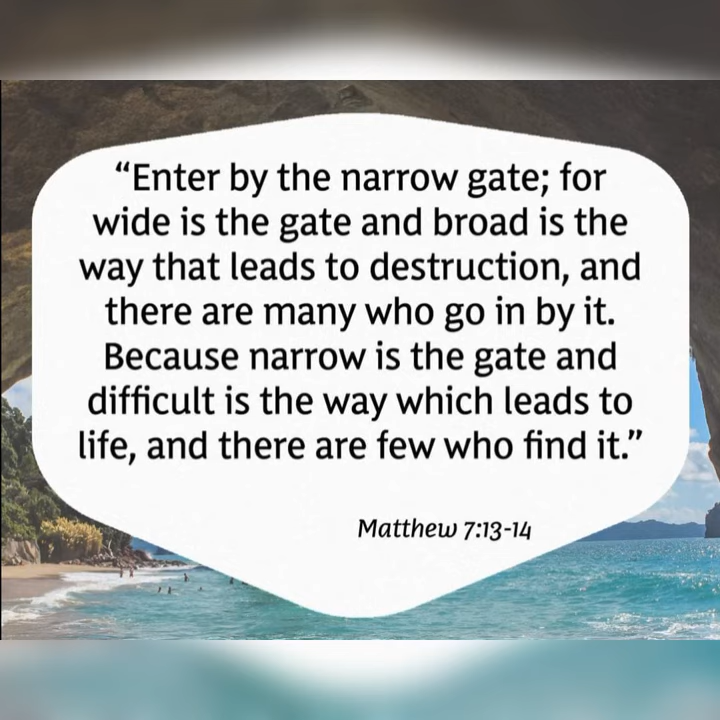 “Enter by the narrow gate; for
wide is the gate and broad is the
way that leads to destruction, and
there are many who go in by it.
Because narrow is the gate and
difficult is the way which leads to
life, and there are few who find it.”
Matthew 7:13-14